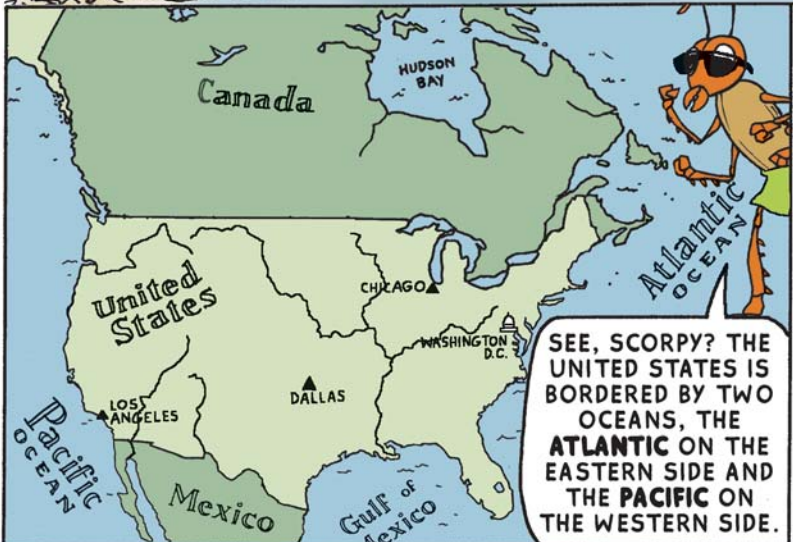 HUDSON
BAY
Canada
Atlantic
OCEAN
United
States
CHICAGO
WASHINGTON
D.C.
DALLAS
LOS
ANGELES
Pacific
OCEAN
Mexico
Gulf of
Mexico
SEE, SCORPY? THE
UNITED STATES IS
BORDERED BY TWO
OCEANS, THE
ATLANTIC ON THE
EASTERN SIDE AND
THE PACIFIC ON
THE WESTERN SIDE.